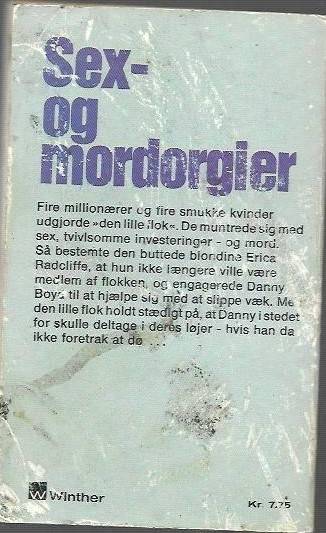 Sex-
og
mordorgier
Fire millionærer og fire smukke kvinder
udgjorde »den lille flok«. De muntrede sig med
sex, tvivlsomme investeringer - og mord.
Så bestemte den buttede blondine Erica
Radcliffe, at hun ikke længere ville være
medlem af flokken, og engagerede Danny
Boyd til at hjælpe sig med at slippe væk. Me
den lille flok holdt stædigt på, at Danny i stedet
for skulle deltage i deres løjer - hvis han da
ikke foretrak at dø ...
W Winther
Kr. 7.75